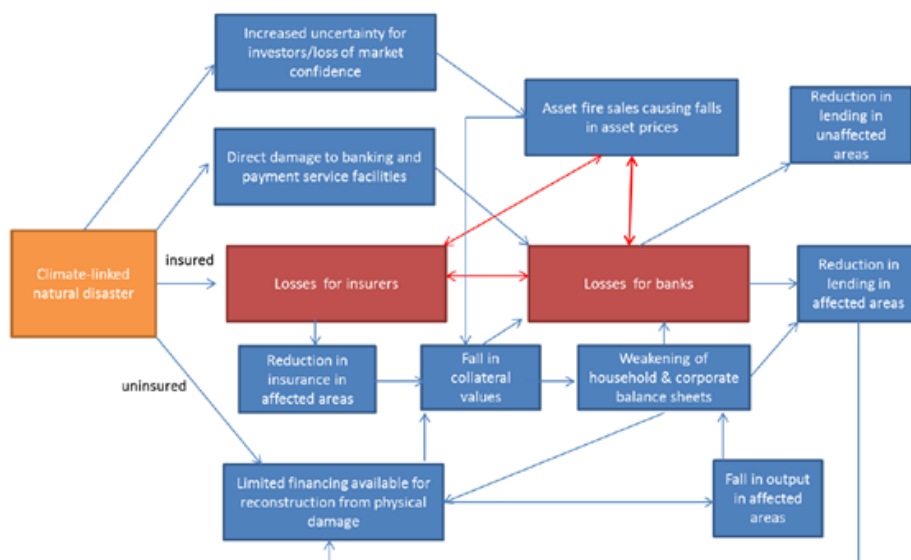 Increased uncertainty for
investors/loss of market
confidence
Asset fire sales causing falls
in asset prices
Reduction in
lending in
unaffected
areas
Direct damage to banking and
payment service facilities
insured
Climate-linked
natural disaster
Losses for insurers
Losses for banks
Reduction in
lending in
affected areas
uninsured
Reduction in
insurance in
affected areas
Fall in
collateral
values
Weakening of
household & corporate
balance sheets
Limited financing available for
reconstruction from physical
damage
Fall in output
in affected
areas